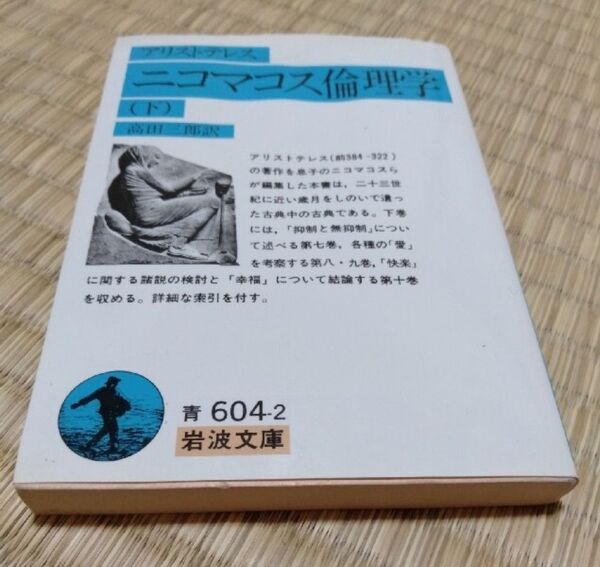 アリストテレス
ニコマコス倫理学
(下)
高田三郎訳
アリストテレス(前384-322)
の著作を息子のニコマコスら
が編集した本書は,二十三世
紀に近い歳月をしのいで遺っ
た古典中の古典である。下巻
には,「抑制と無抑制」につい
て述べる第七巻,各種の「愛」
を考察する第八・九巻,「快楽」
に関する諸説の検討と「幸福」について結論する第十巻
を収める。詳細な索引を付す。
青 604-2
岩波文庫